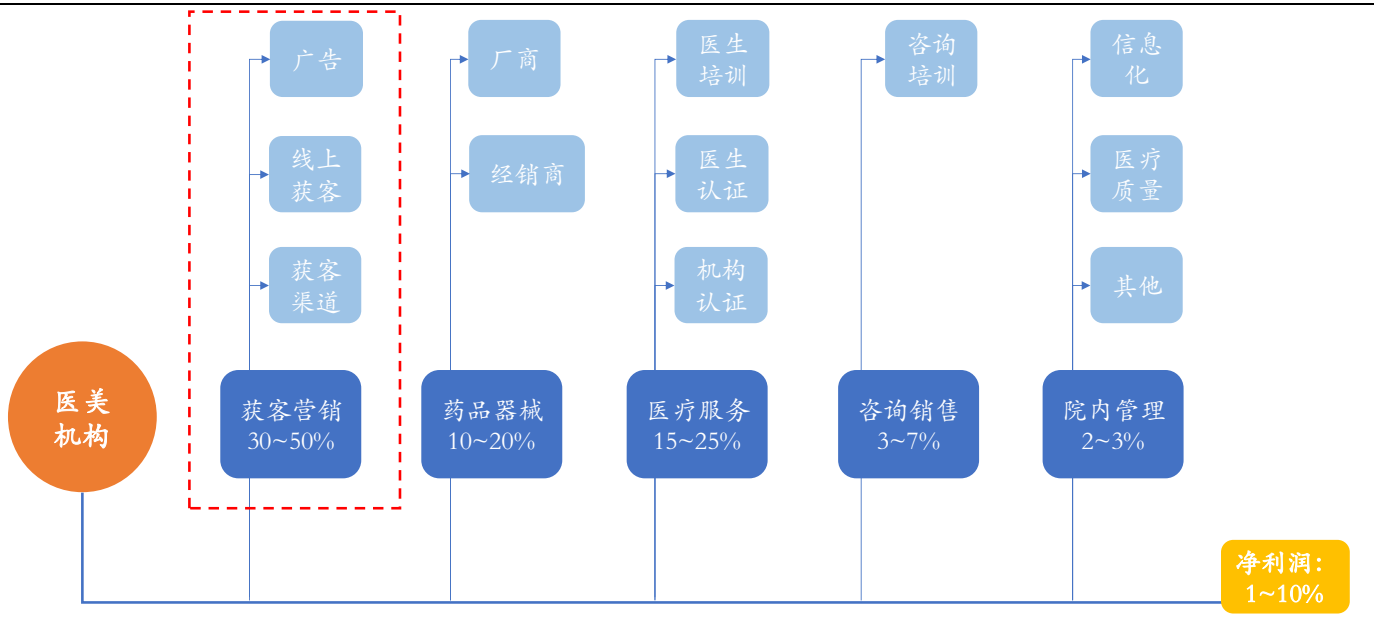 广告
线上
获客
获客
渠道
获客营销
30~50%
厂商
经销商
药品器械
10~20%
医生
培训
医生
认证
机构
认证
医疗服务
15~25%
咨询
培训
咨询销售
3~7%
信息
化
医疗
质量
其他
院内管理
2~3%
医美
机构
净利润：
1~10%